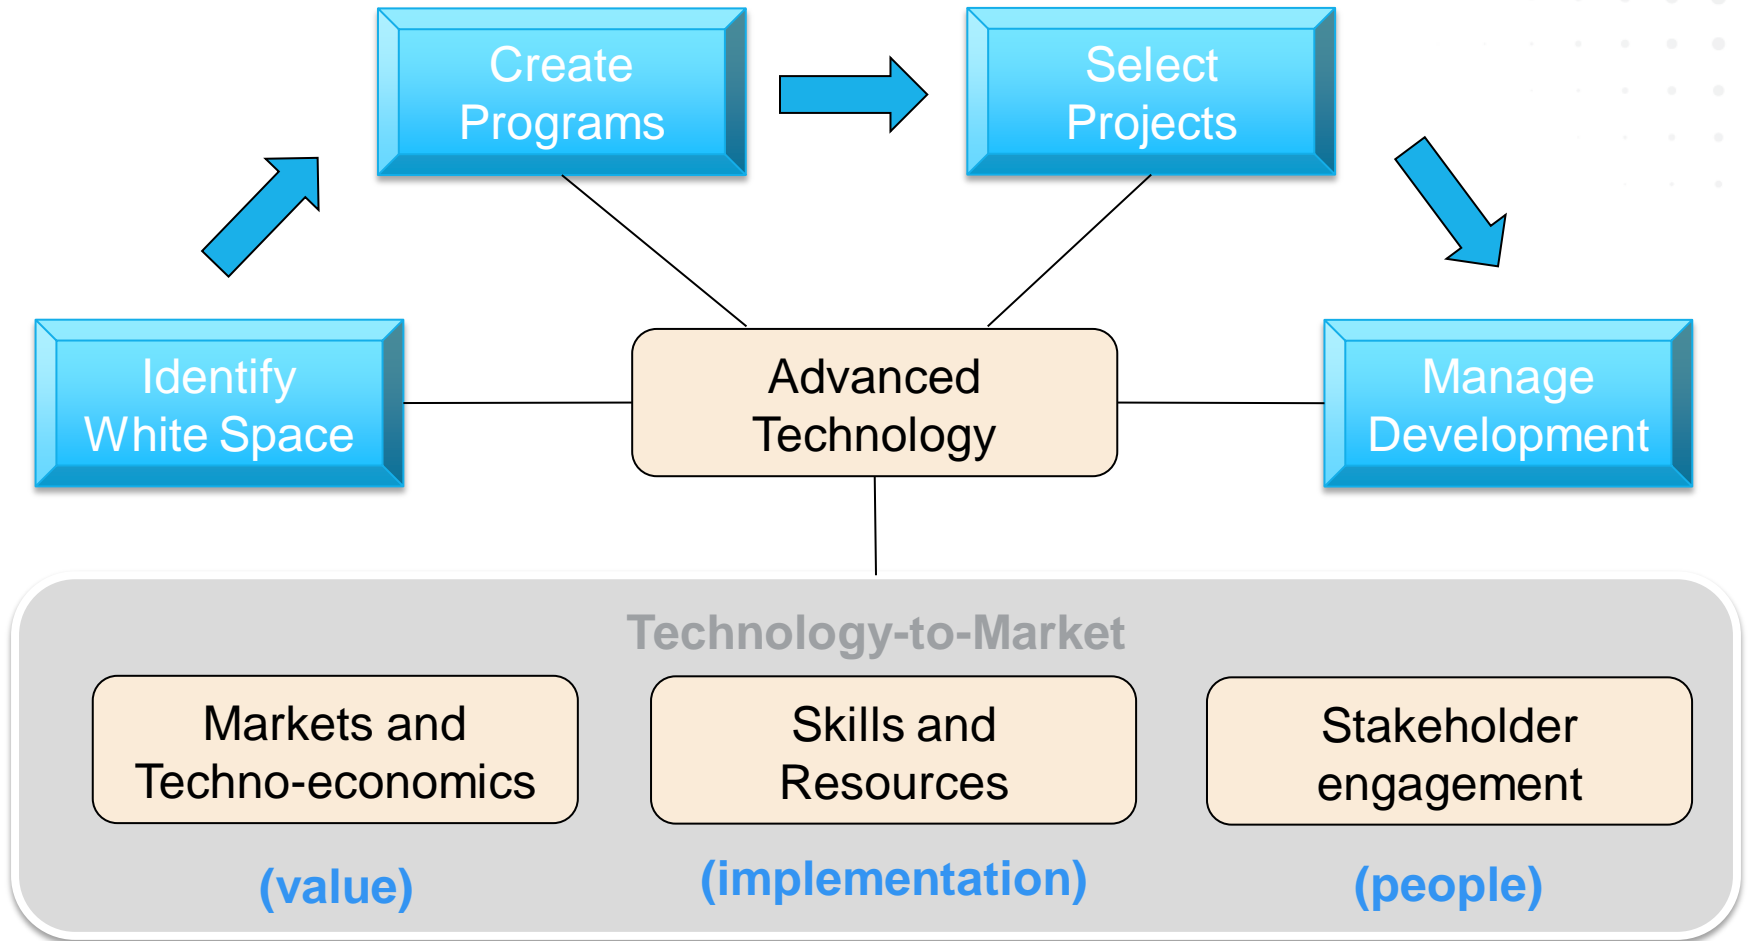 Create
Programs
Select
Projects
Identify
White Space
Advanced
Technology
Manage
Development
Technology-to-Market
Markets and
Techno-economics
Skills and
Resources
Stakeholder
engagement
(value)
(implementation)
(people)